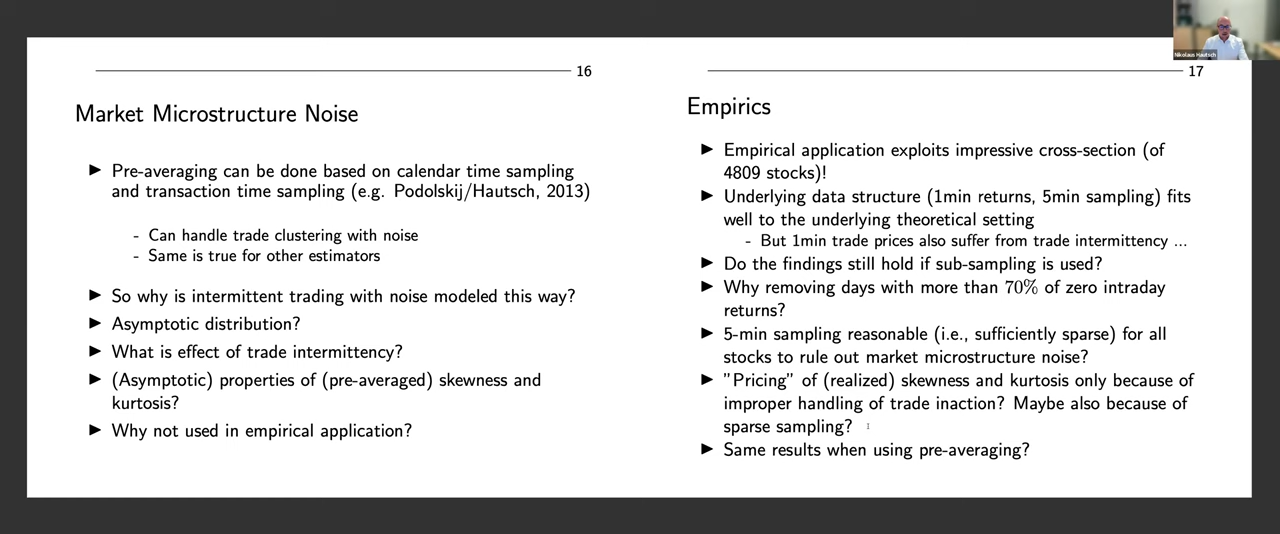 16
Market Microstructure Noise
► Pre-averaging can be done based on calendar time sampling
and transaction time sampling (e.g. Podolskij/Hautsch, 2013)
- Can handle trade clustering with noise
- Same is true for other estimators
► So why is intermittent trading with noise modeled this way?
► Asymptotic distribution?
► What is effect of trade intermittency?
► (Asymptotic) properties of (pre-averaged) skewness and
kurtosis?
► Why not used in empirical application?
17
Empirics
► Empirical application exploits impressive cross-section (of
4809 stocks)!
► Underlying data structure (1min returns, 5min sampling) fits
well to the underlying theoretical setting
- But 1min trade prices also suffer from trade intermittency ...
► Do the findings still hold if sub-sampling is used?
► Why removing days with more than 70% of zero intraday
returns?
► 5-min sampling reasonable (i.e., sufficiently sparse) for all
stocks to rule out market microstructure noise?
► "Pricing" of (realized) skewness and kurtosis only because of
improper handling of trade inaction? Maybe also because of
sparse sampling?
► Same results when using pre-averaging?
Nikolaus Hautsch